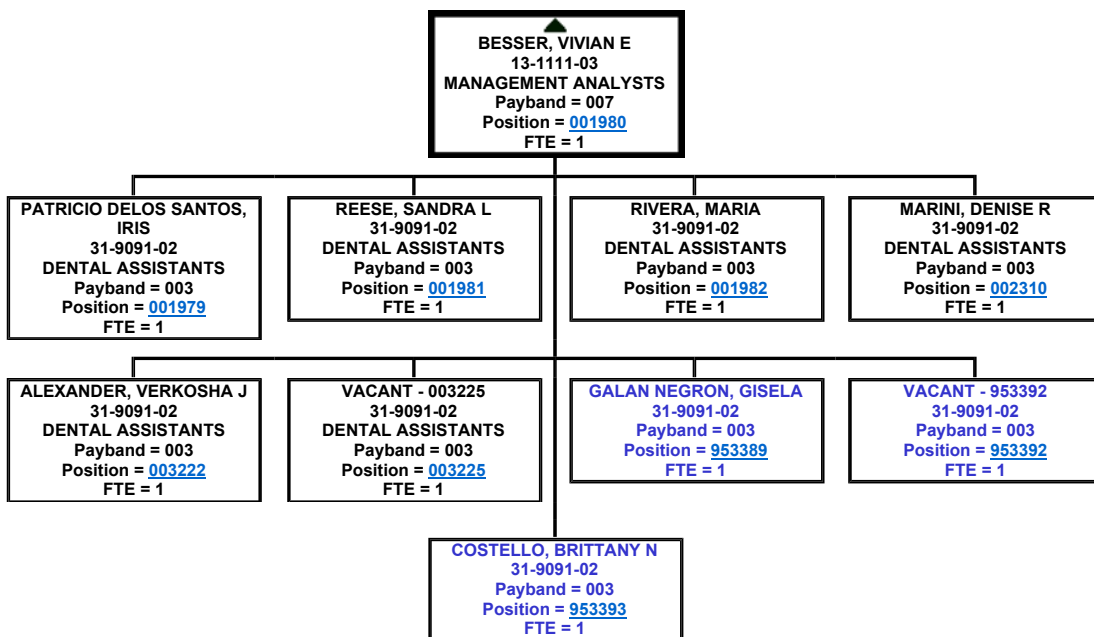 BESSER, VIVIAN E
13-1111-03
MANAGEMENT ANALYSTS
Payband = 007
Position = 001980
FTE = 1
PATRICIO DELOS SANTOS,
IRIS
31-9091-02
DENTAL ASSISTANTS
Payband = 003
Position = 001979
FTE = 1
REESE, SANDRA L
31-9091-02
DENTAL ASSISTANTS
Payband = 003
Position = 001981
FTE = 1
RIVERA, MARIA
31-9091-02
DENTAL ASSISTANTS
Payband = 003
Position = 001982
FTE = 1
MARINI, DENISE R
31-9091-02
DENTAL ASSISTANTS
Payband = 003
Position = 002310
FTE = 1
ALEXANDER, VERKOSHA J
31-9091-02
DENTAL ASSISTANTS
Payband = 003
Position = 003222
FTE = 1
VACANT - 003225
31-9091-02
DENTAL ASSISTANTS
Payband = 003
Position = 003225
FTE = 1
GALAN NEGRON, GISELA
31-9091-02
Payband = 003
Position = 953389
FTE = 1
VACANT - 953392
31-9091-02
Payband = 003
Position = 953392
FTE = 1
COSTELLO, BRITTANY N
31-9091-02
Payband = 003
Position = 953393
FTE = 1